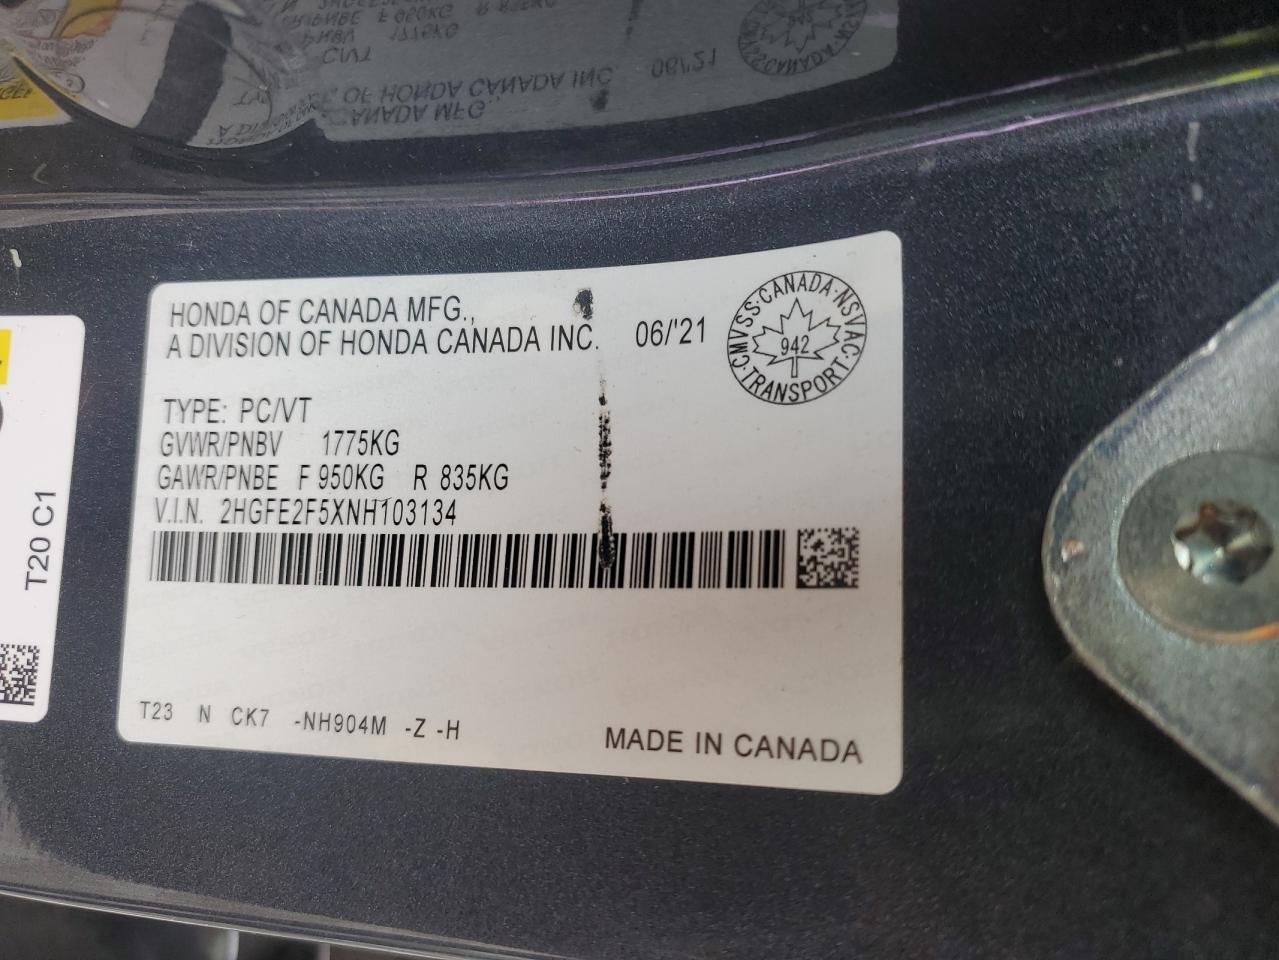 HONDA OF CANADA MFG.,
A DIVISION OF HONDA CANADA INC. 06/'21
CMVSS · CANADA · NSVAC · TRANSPORT ·
942
TYPE: PC/VT
GVWR/PNBV 1775KG
GAWR/PNBE F 950KG R 835KG
V.I.N. 2HGFE2F5XNH103134
T23 N CK7 -NH904M -Z -H
MADE IN CANADA
T20 C1